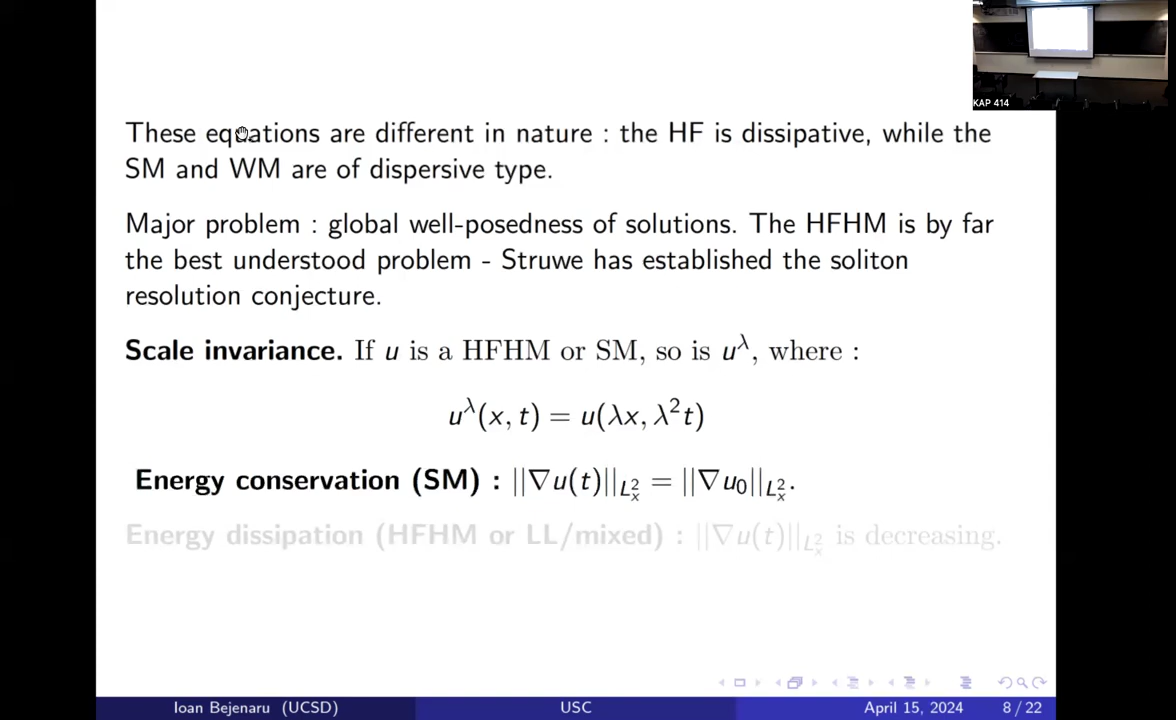 KAP 414
These equations are different in nature : the HF is dissipative, while the
SM and WM are of dispersive type.
Major problem : global well-posedness of solutions. The HFHM is by far
the best understood problem - Struwe has established the soliton
resolution conjecture.
Scale invariance. If u is a HFHM or SM, so is u^λ, where :
u^λ(x, t) = u(λx, λ²t)
Energy conservation (SM) : ||∇u(t)||_{L²_x} = ||∇u₀||_{L²_x}.
Energy dissipation (HFHM or LL/mixed) : ||∇u(t)||_{L²_x} is decreasing.
Ioan Bejenaru (UCSD) USC April 15, 2024 8 / 22